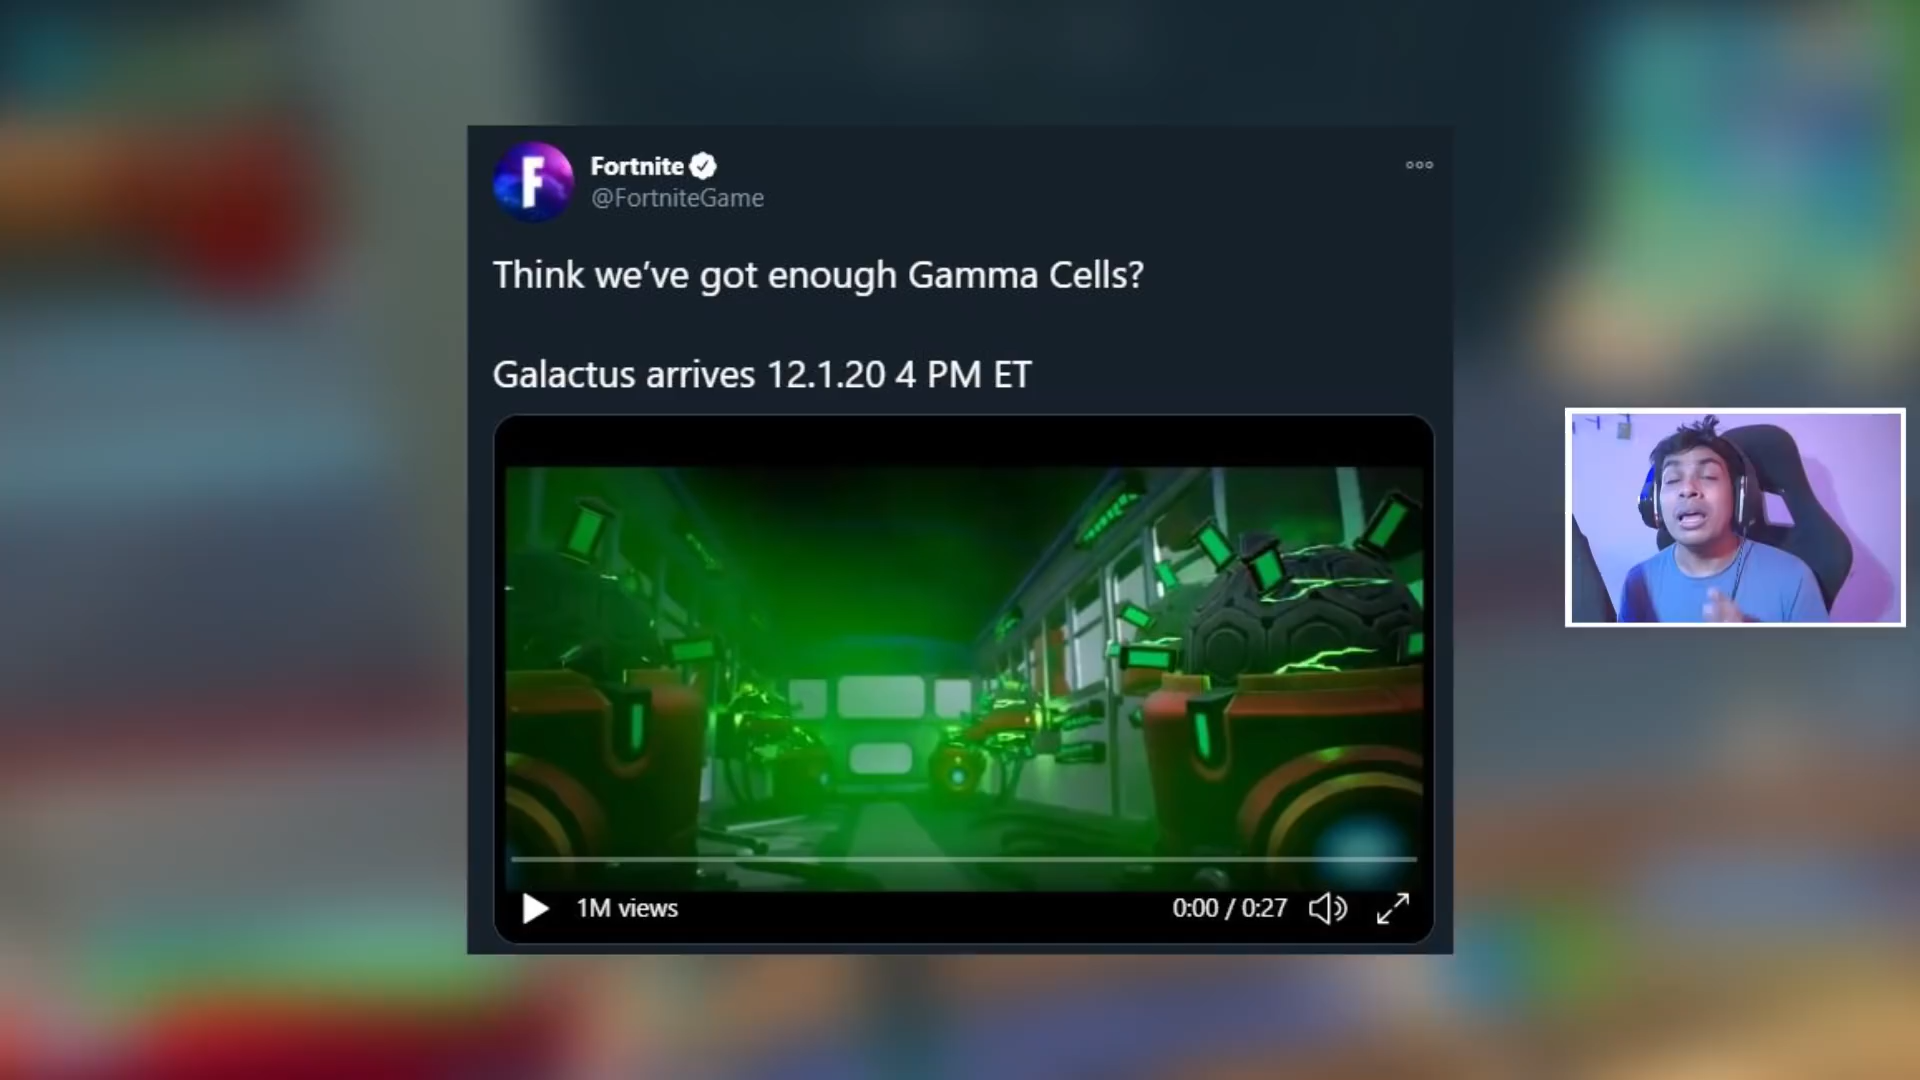 Fortnite
@FortniteGame
Think we've got enough Gamma Cells?
Galactus arrives 12.1.20 4 PM ET
1M views
0:00 / 0:27